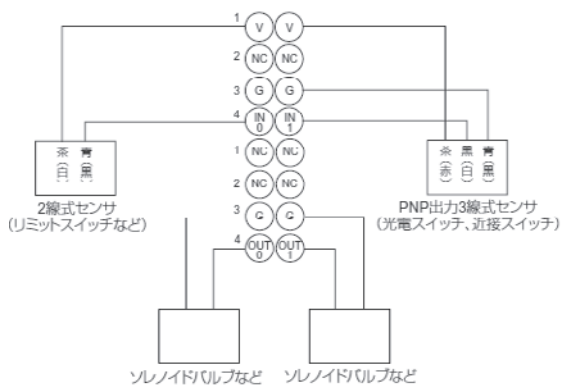 1 V V
2 NC NC
3 G G
4 IN 0 IN 1
1 NC NC
2 NC NC
3 G G
4 OUT 0 OUT 1
茶(白) 青(黒)
2線式センサ
(リミットスイッチなど)
茶(赤) 黒(白) 青(黒)
PNP出力3線式センサ
(光電スイッチ、近接スイッチ)
ソレノイドバルブなど
ソレノイドバルブなど